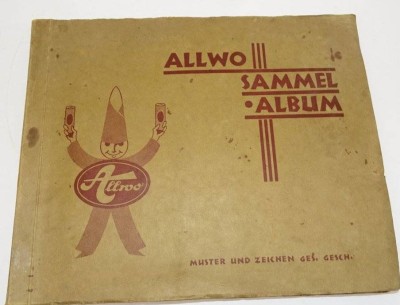 ALLWO
SAMMEL
•ALBUM
Allwo
MUSTER UND ZEICHEN GES. GESCH.